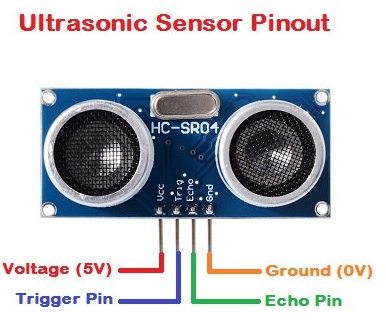 Ultrasonic Sensor Pinout
HC-SR04
Vcc
Trig
Echo
Gnd
Voltage (5V)
Ground (0V)
Trigger Pin
Echo Pin